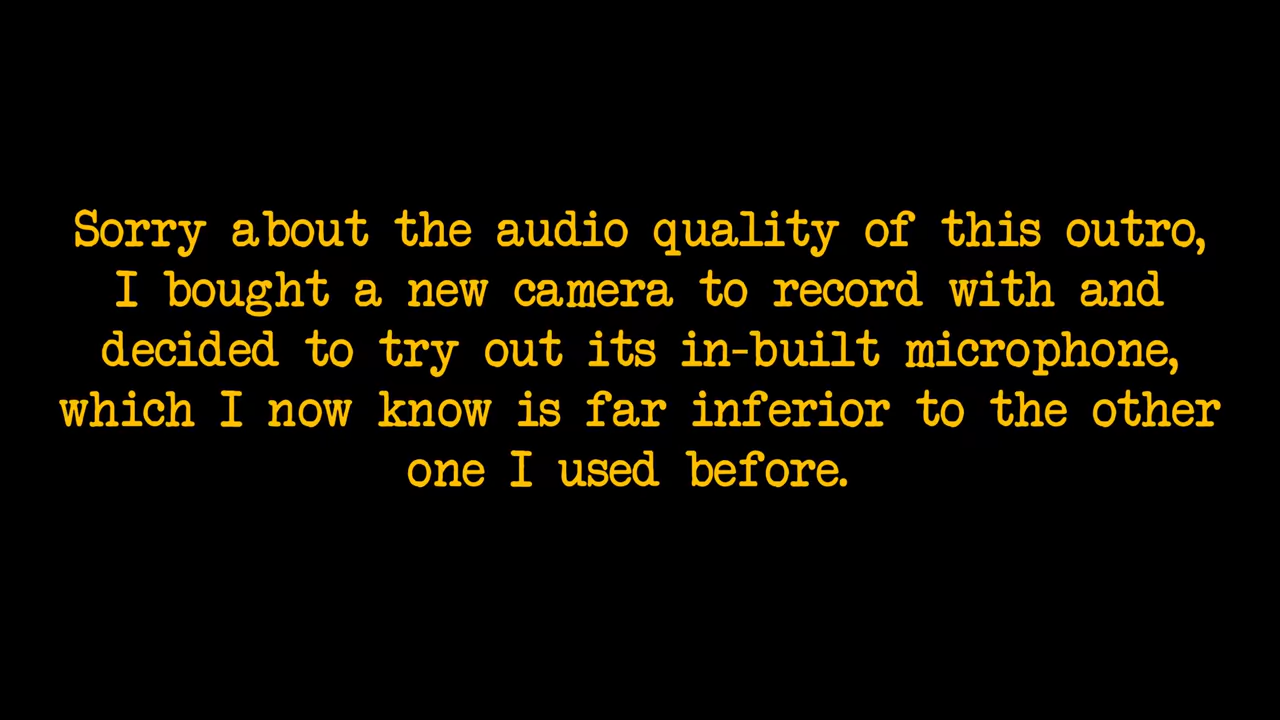 Sorry about the audio quality of this outro,
I bought a new camera to record with and
decided to try out its in-built microphone,
which I now know is far inferior to the other
one I used before.